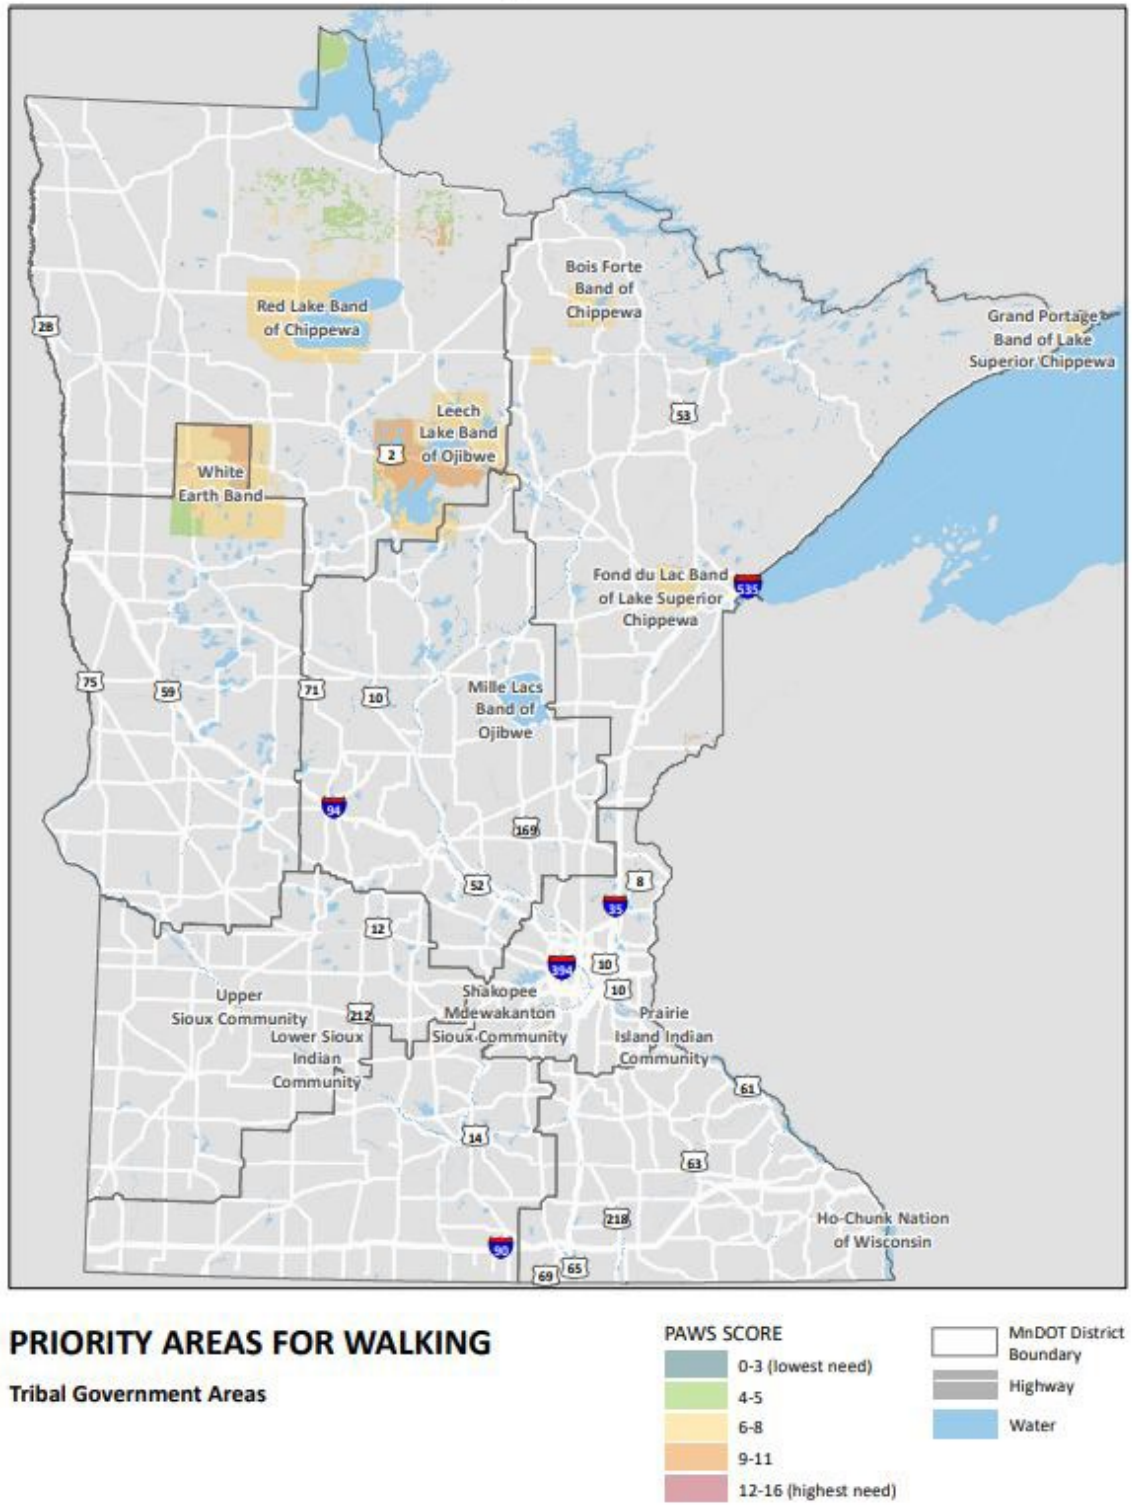 Bois Forte
Band of
Chippewa
Red Lake Band
of Chippewa
Grand Portage
Band of Lake
Superior Chippewa
28
53
Leech
Lake Band
of Ojibwe
2
White
Earth Band
Fond du Lac Band
of Lake Superior
Chippewa
535
75
59
71
10
Mille Lacs
Band of
Ojibwe
94
169
52
8
35
12
394
10
10
Upper
Sioux Community
212
Shakopee
Mdewakanton
Sioux Community
Prairie
Island Indian
Community
Lower Sioux
Indian
Community
61
14
63
218
Ho-Chunk Nation
of Wisconsin
90
69
65
PRIORITY AREAS FOR WALKING
Tribal Government Areas
PAWS SCORE
0-3 (lowest need)
4-5
6-8
9-11
12-16 (highest need)
MnDOT District
Boundary
Highway
Water